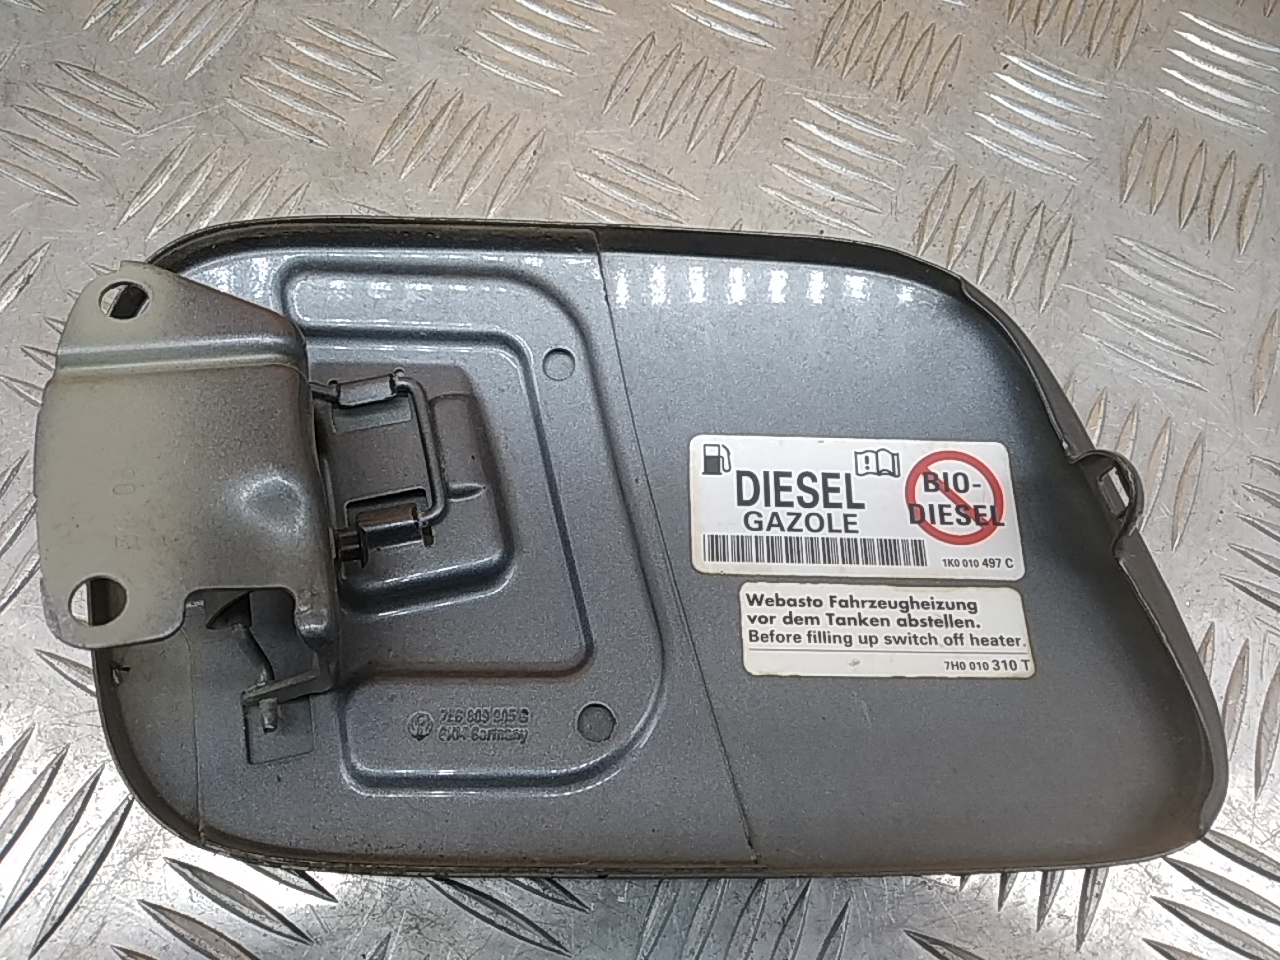 DIESEL
GAZOLE
BIO-
DIESEL
1K0 010 497 C
Webasto Fahrzeugheizung
vor dem Tanken abstellen.
Before filling up switch off heater.
7H0 010 310 T
Germany